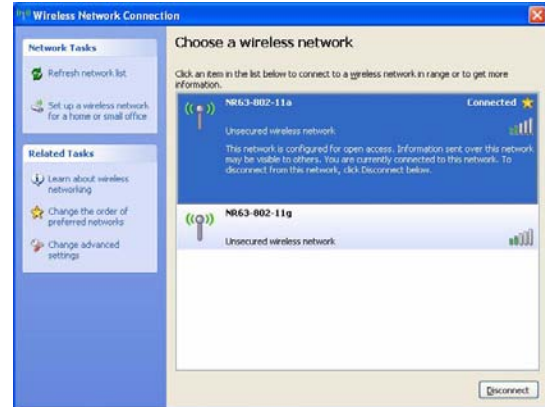 Wireless Network Connection
Network Tasks
Refresh network list
Set up a wireless network
for a home or small office
Related Tasks
Learn about wireless
networking
Change the order of
preferred networks
Change advanced
settings
Choose a wireless network
Click an item in the list below to connect to a wireless network in range or to get more
information.
NR63-802-11a Connected
Unsecured wireless network
This network is configured for open access. Information sent over this network
may be visible to others. You are currently connected to this network. To
disconnect from this network, click Disconnect below.
NR63-802-11g
Unsecured wireless network
Disconnect